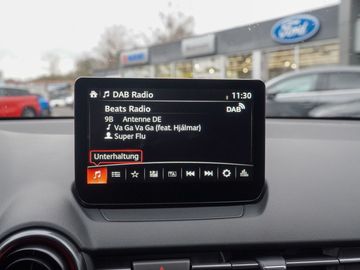 Ford
DAB Radio
11:30
Beats Radio
DAB
9B Antenne DE
Va Ga Va Ga (feat. Hjálmar)
Super Flu
Unterhaltung